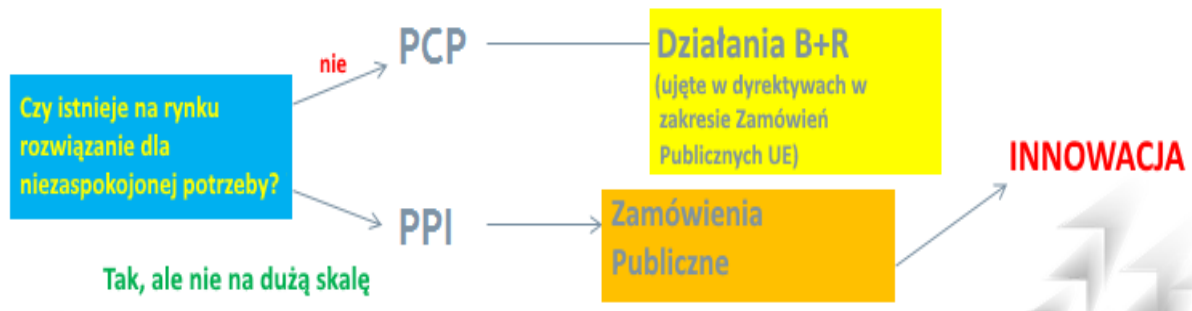 Czy istnieje na rynku
rozwiązanie dla
niezaspokojonej potrzeby?
nie
PCP
Działania B+R
(ujęte w dyrektywach w
zakresie Zamówień
Publicznych UE)
Tak, ale nie na dużą skalę
PPI
Zamówienia
Publiczne
INNOWACJA